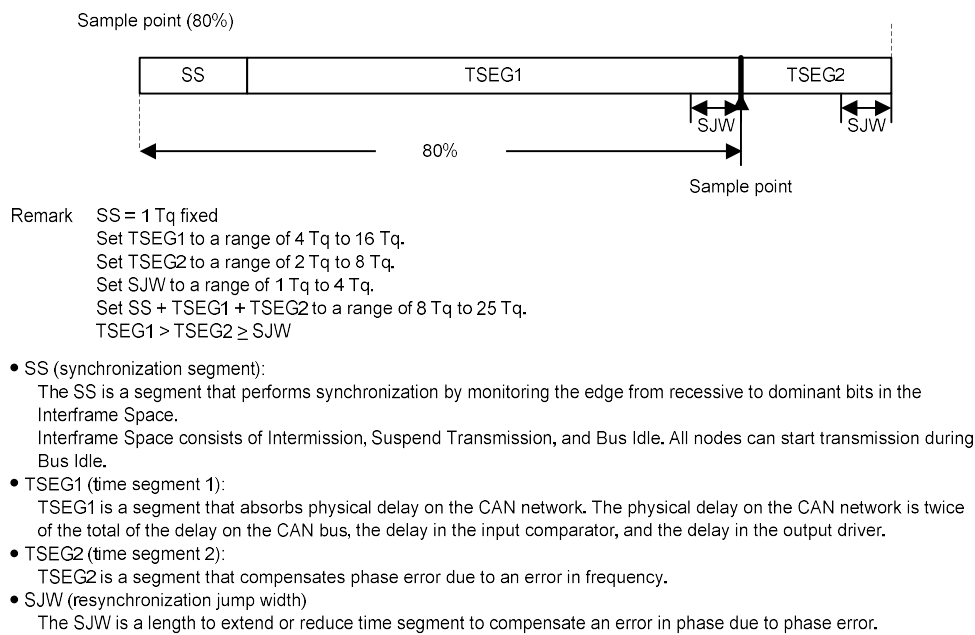 Sample point (80%)
SS TSEG1 TSEG2
SJW SJW
80%
Sample point
Remark SS = 1 Tq fixed
Set TSEG1 to a range of 4 Tq to 16 Tq.
Set TSEG2 to a range of 2 Tq to 8 Tq.
Set SJW to a range of 1 Tq to 4 Tq.
Set SS + TSEG1 + TSEG2 to a range of 8 Tq to 25 Tq.
TSEG1 > TSEG2 ≥ SJW
• SS (synchronization segment):
The SS is a segment that performs synchronization by monitoring the edge from recessive to dominant bits in the
Interframe Space.
Interframe Space consists of Intermission, Suspend Transmission, and Bus Idle. All nodes can start transmission during
Bus Idle.
• TSEG1 (time segment 1):
TSEG1 is a segment that absorbs physical delay on the CAN network. The physical delay on the CAN network is twice
of the total of the delay on the CAN bus, the delay in the input comparator, and the delay in the output driver.
• TSEG2 (time segment 2):
TSEG2 is a segment that compensates phase error due to an error in frequency.
• SJW (resynchronization jump width)
The SJW is a length to extend or reduce time segment to compensate an error in phase due to phase error.